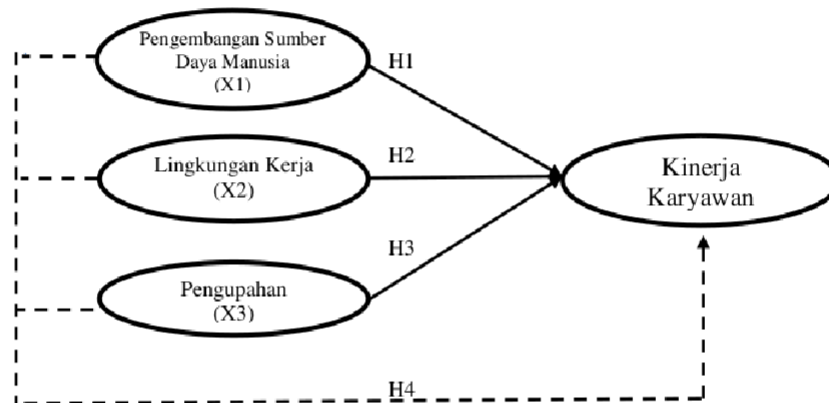 Pengembangan Sumber
Daya Manusia
(X1)
H1
Lingkungan Kerja
(X2)
H2
Kinerja
Karyawan
Pengupahan
(X3)
H3
H4